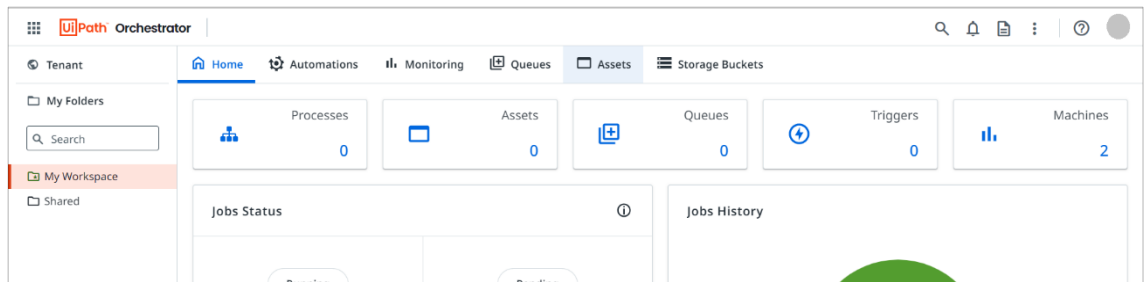 UiPath Orchestrator
Tenant
My Folders
Search
My Workspace
Shared
Home Automations Monitoring Queues Assets Storage Buckets
Processes 0
Assets 0
Queues 0
Triggers 0
Machines 2
Jobs Status
Jobs History